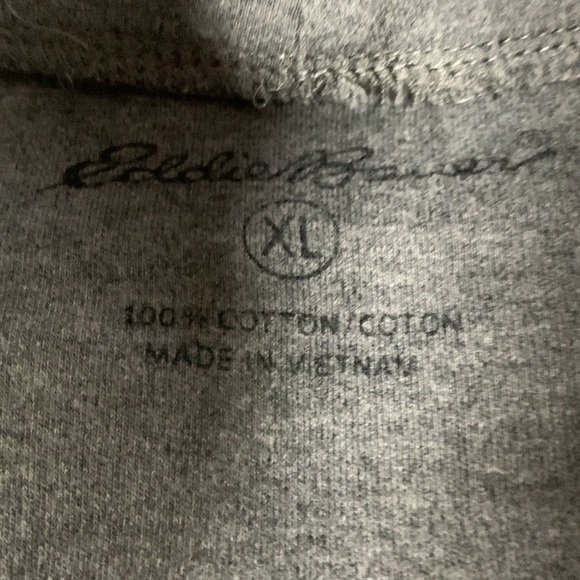 Eddie Bauer
XL
100% COTTON/COTON
MADE IN VIETNAM